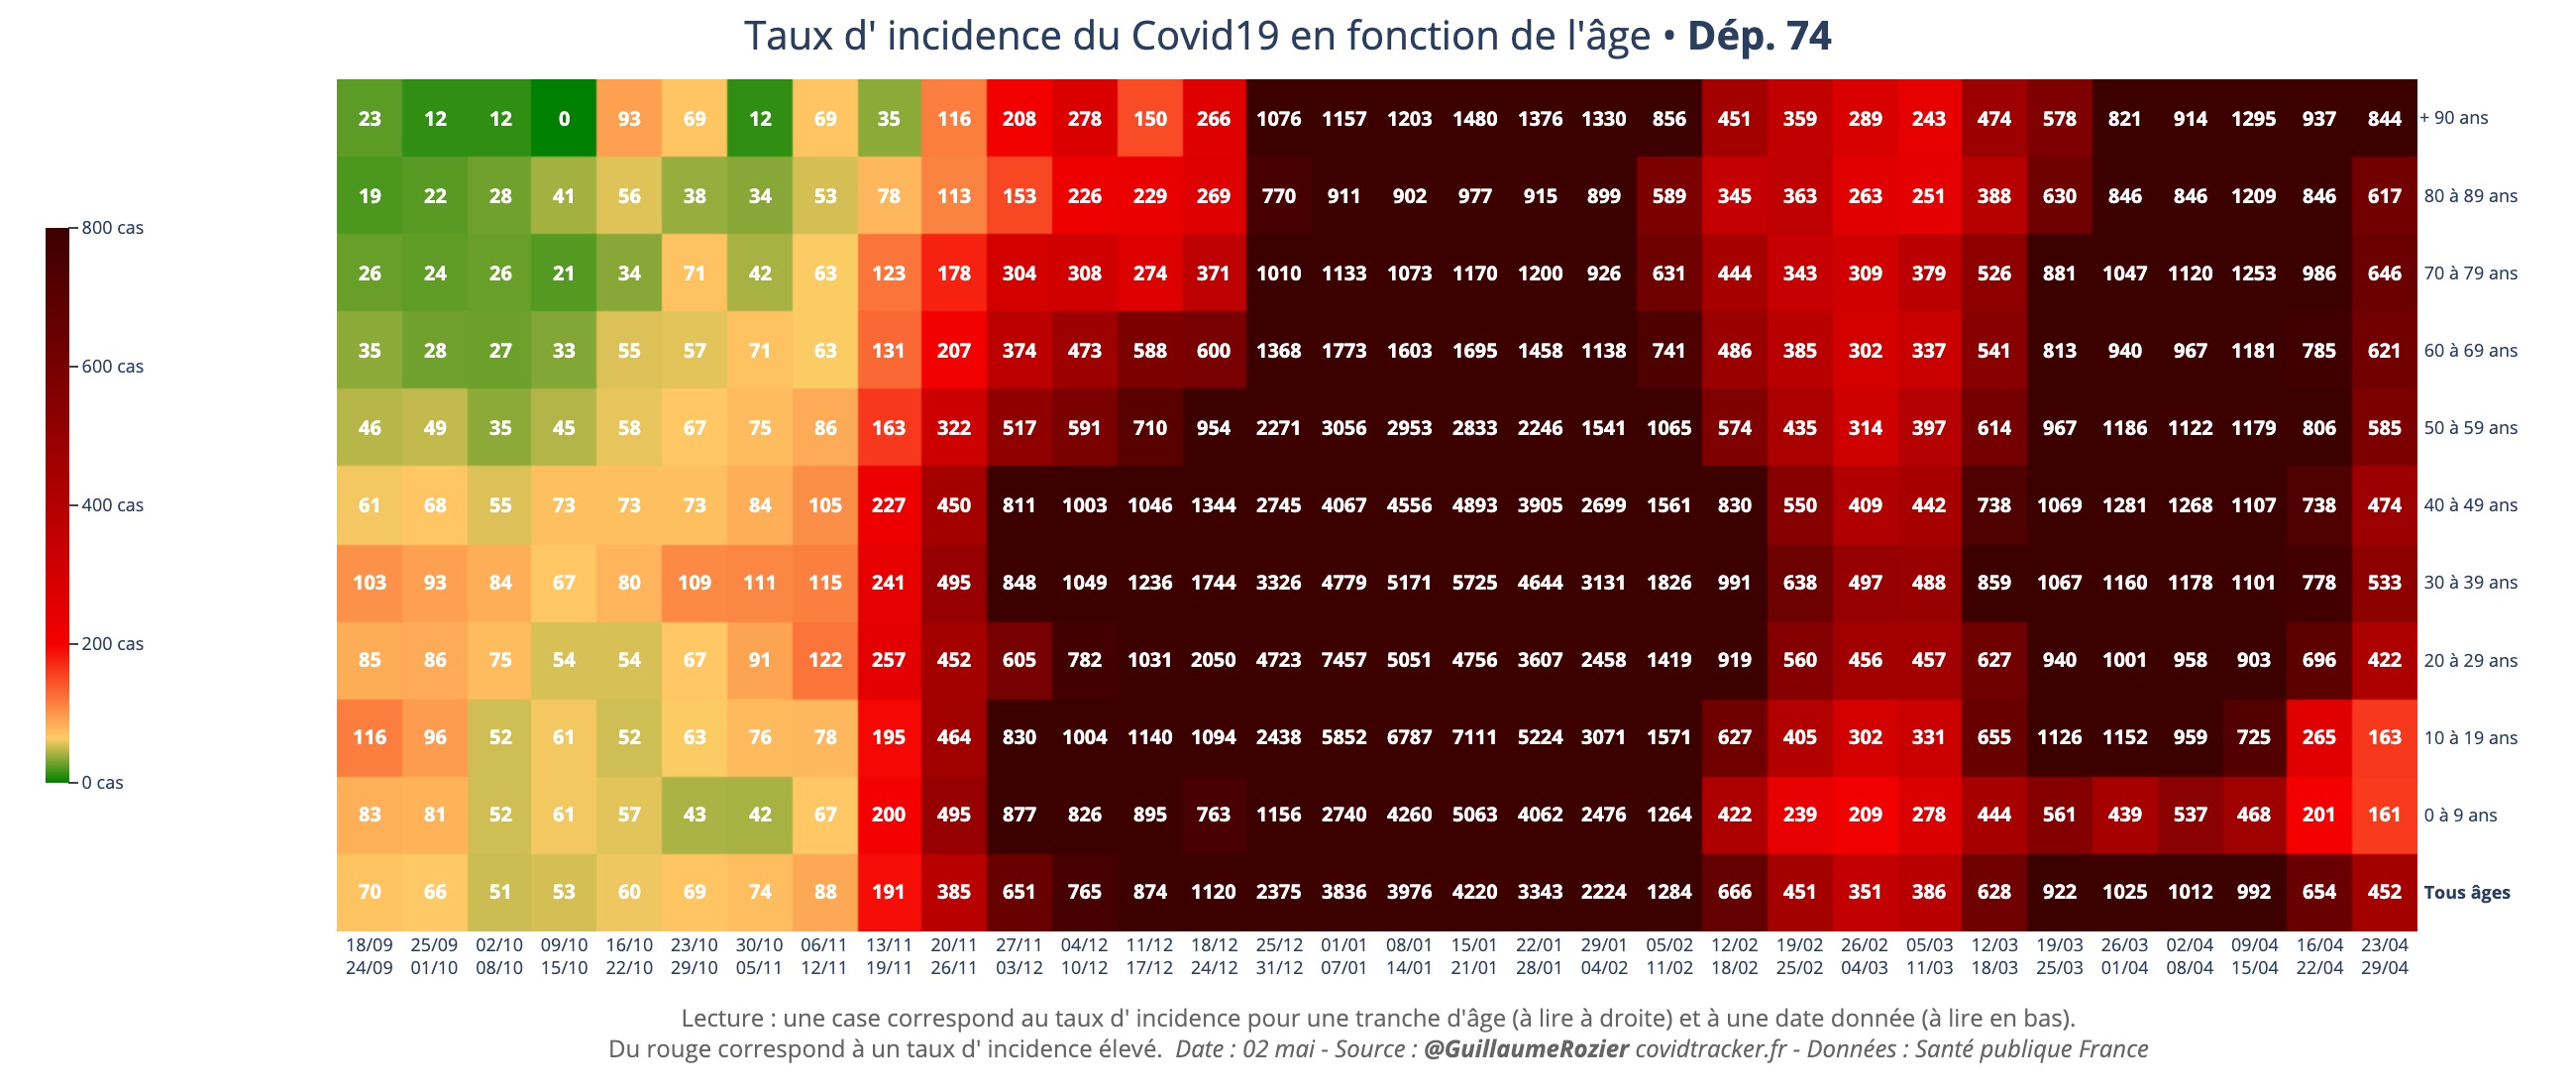 Taux d' incidence du Covid19 en fonction de l'âge • Dép. 74
800 cas
600 cas
400 cas
200 cas
0 cas
23 12 12 0 93 69 12 69 35 116 208 278 150 266 1076 1157 1203 1480 1376 1330 856 451 359 289 243 474 578 821 914 1295 937 844 + 90 ans
19 22 28 41 56 38 34 53 78 113 153 226 229 269 770 911 902 977 915 899 589 345 363 263 251 388 630 846 846 1209 846 617 80 à 89 ans
26 24 26 21 34 71 42 63 123 178 304 308 274 371 1010 1133 1073 1170 1200 926 631 444 343 309 379 526 881 1047 1120 1253 986 646 70 à 79 ans
35 28 27 33 55 57 71 63 131 207 374 473 588 600 1368 1773 1603 1695 1458 1138 741 486 385 302 337 541 813 940 967 1181 785 621 60 à 69 ans
46 49 35 45 58 67 75 86 163 322 517 591 710 954 2271 3056 2953 2833 2246 1541 1065 574 435 314 397 614 967 1186 1122 1179 806 585 50 à 59 ans
61 68 55 73 73 73 84 105 227 450 811 1003 1046 1344 2745 4067 4556 4893 3905 2699 1561 830 550 409 442 738 1069 1281 1268 1107 738 474 40 à 49 ans
103 93 84 67 80 109 111 115 241 495 848 1049 1236 1744 3326 4779 5171 5725 4644 3131 1826 991 638 497 488 859 1067 1160 1178 1101 778 533 30 à 39 ans
85 86 75 54 54 67 91 122 257 452 605 782 1031 2050 4723 7457 5051 4756 3607 2458 1419 919 560 456 457 627 940 1001 958 903 696 422 20 à 29 ans
116 96 52 61 52 63 76 78 195 464 830 1004 1140 1094 2438 5852 6787 7111 5224 3071 1571 627 405 302 331 655 1126 1152 959 725 265 163 10 à 19 ans
83 81 52 61 57 43 42 67 200 495 877 826 895 763 1156 2740 4260 5063 4062 2476 1264 422 239 209 278 444 561 439 537 468 201 161 0 à 9 ans
70 66 51 53 60 69 74 88 191 385 651 765 874 1120 2375 3836 3976 4220 3343 2224 1284 666 451 351 386 628 922 1025 1012 992 654 452 Tous âges
18/09 25/09 02/10 09/10 16/10 23/10 30/10 06/11 13/11 20/11 27/11 04/12 11/12 18/12 25/12 01/01 08/01 15/01 22/01 29/01 05/02 12/02 19/02 26/02 05/03 12/03 19/03 26/03 02/04 09/04 16/04 23/04
24/09 01/10 08/10 15/10 22/10 29/10 05/11 12/11 19/11 26/11 03/12 10/12 17/12 24/12 31/12 07/01 14/01 21/01 28/01 04/02 11/02 18/02 25/02 04/03 11/03 18/03 25/03 01/04 08/04 15/04 22/04 29/04
Lecture : une case correspond au taux d' incidence pour une tranche d'âge (à lire à droite) et à une date donnée (à lire en bas).
Du rouge correspond à un taux d' incidence élevé. Date : 02 mai - Source : @GuillaumeRozier covidtracker.fr - Données : Santé publique France